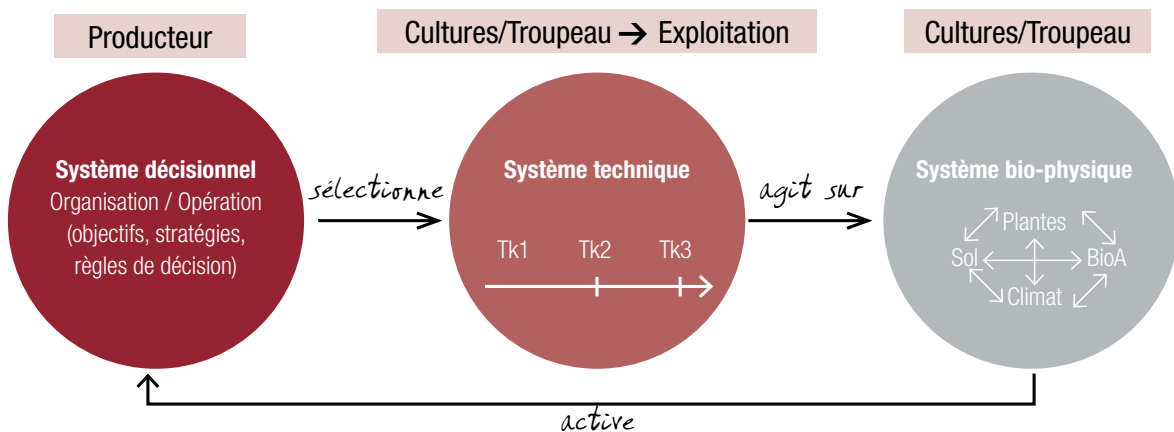 Producteur
Cultures/Troupeau → Exploitation
Cultures/Troupeau
Système décisionnel
Organisation / Opération
(objectifs, stratégies,
règles de décision)
sélectionne
Système technique
Tk1 Tk2 Tk3
agit sur
Système bio-physique
Plantes
Sol BioA
Climat
active